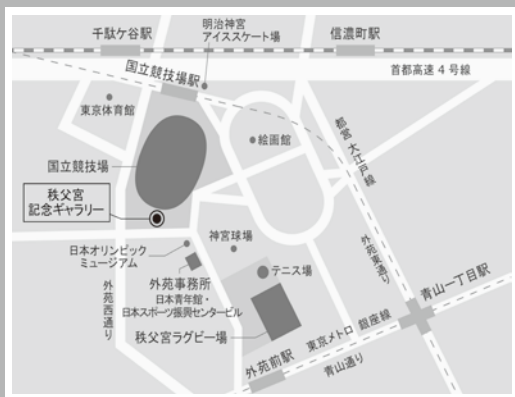 千駄ケ谷駅
明治神宮
アイススケート場
信濃町駅
国立競技場駅
首都高速4号線
東京体育館
絵画館
都営 大江戸線
国立競技場
秩父宮
記念ギャラリー
神宮球場
日本オリンピック
ミュージアム
外苑東通り
外苑事務所
日本青年館・
日本スポーツ振興センタービル
テニス場
外苑西通り
青山一丁目駅
秩父宮ラグビー場
東京メトロ 銀座線
外苑前駅
青山通り